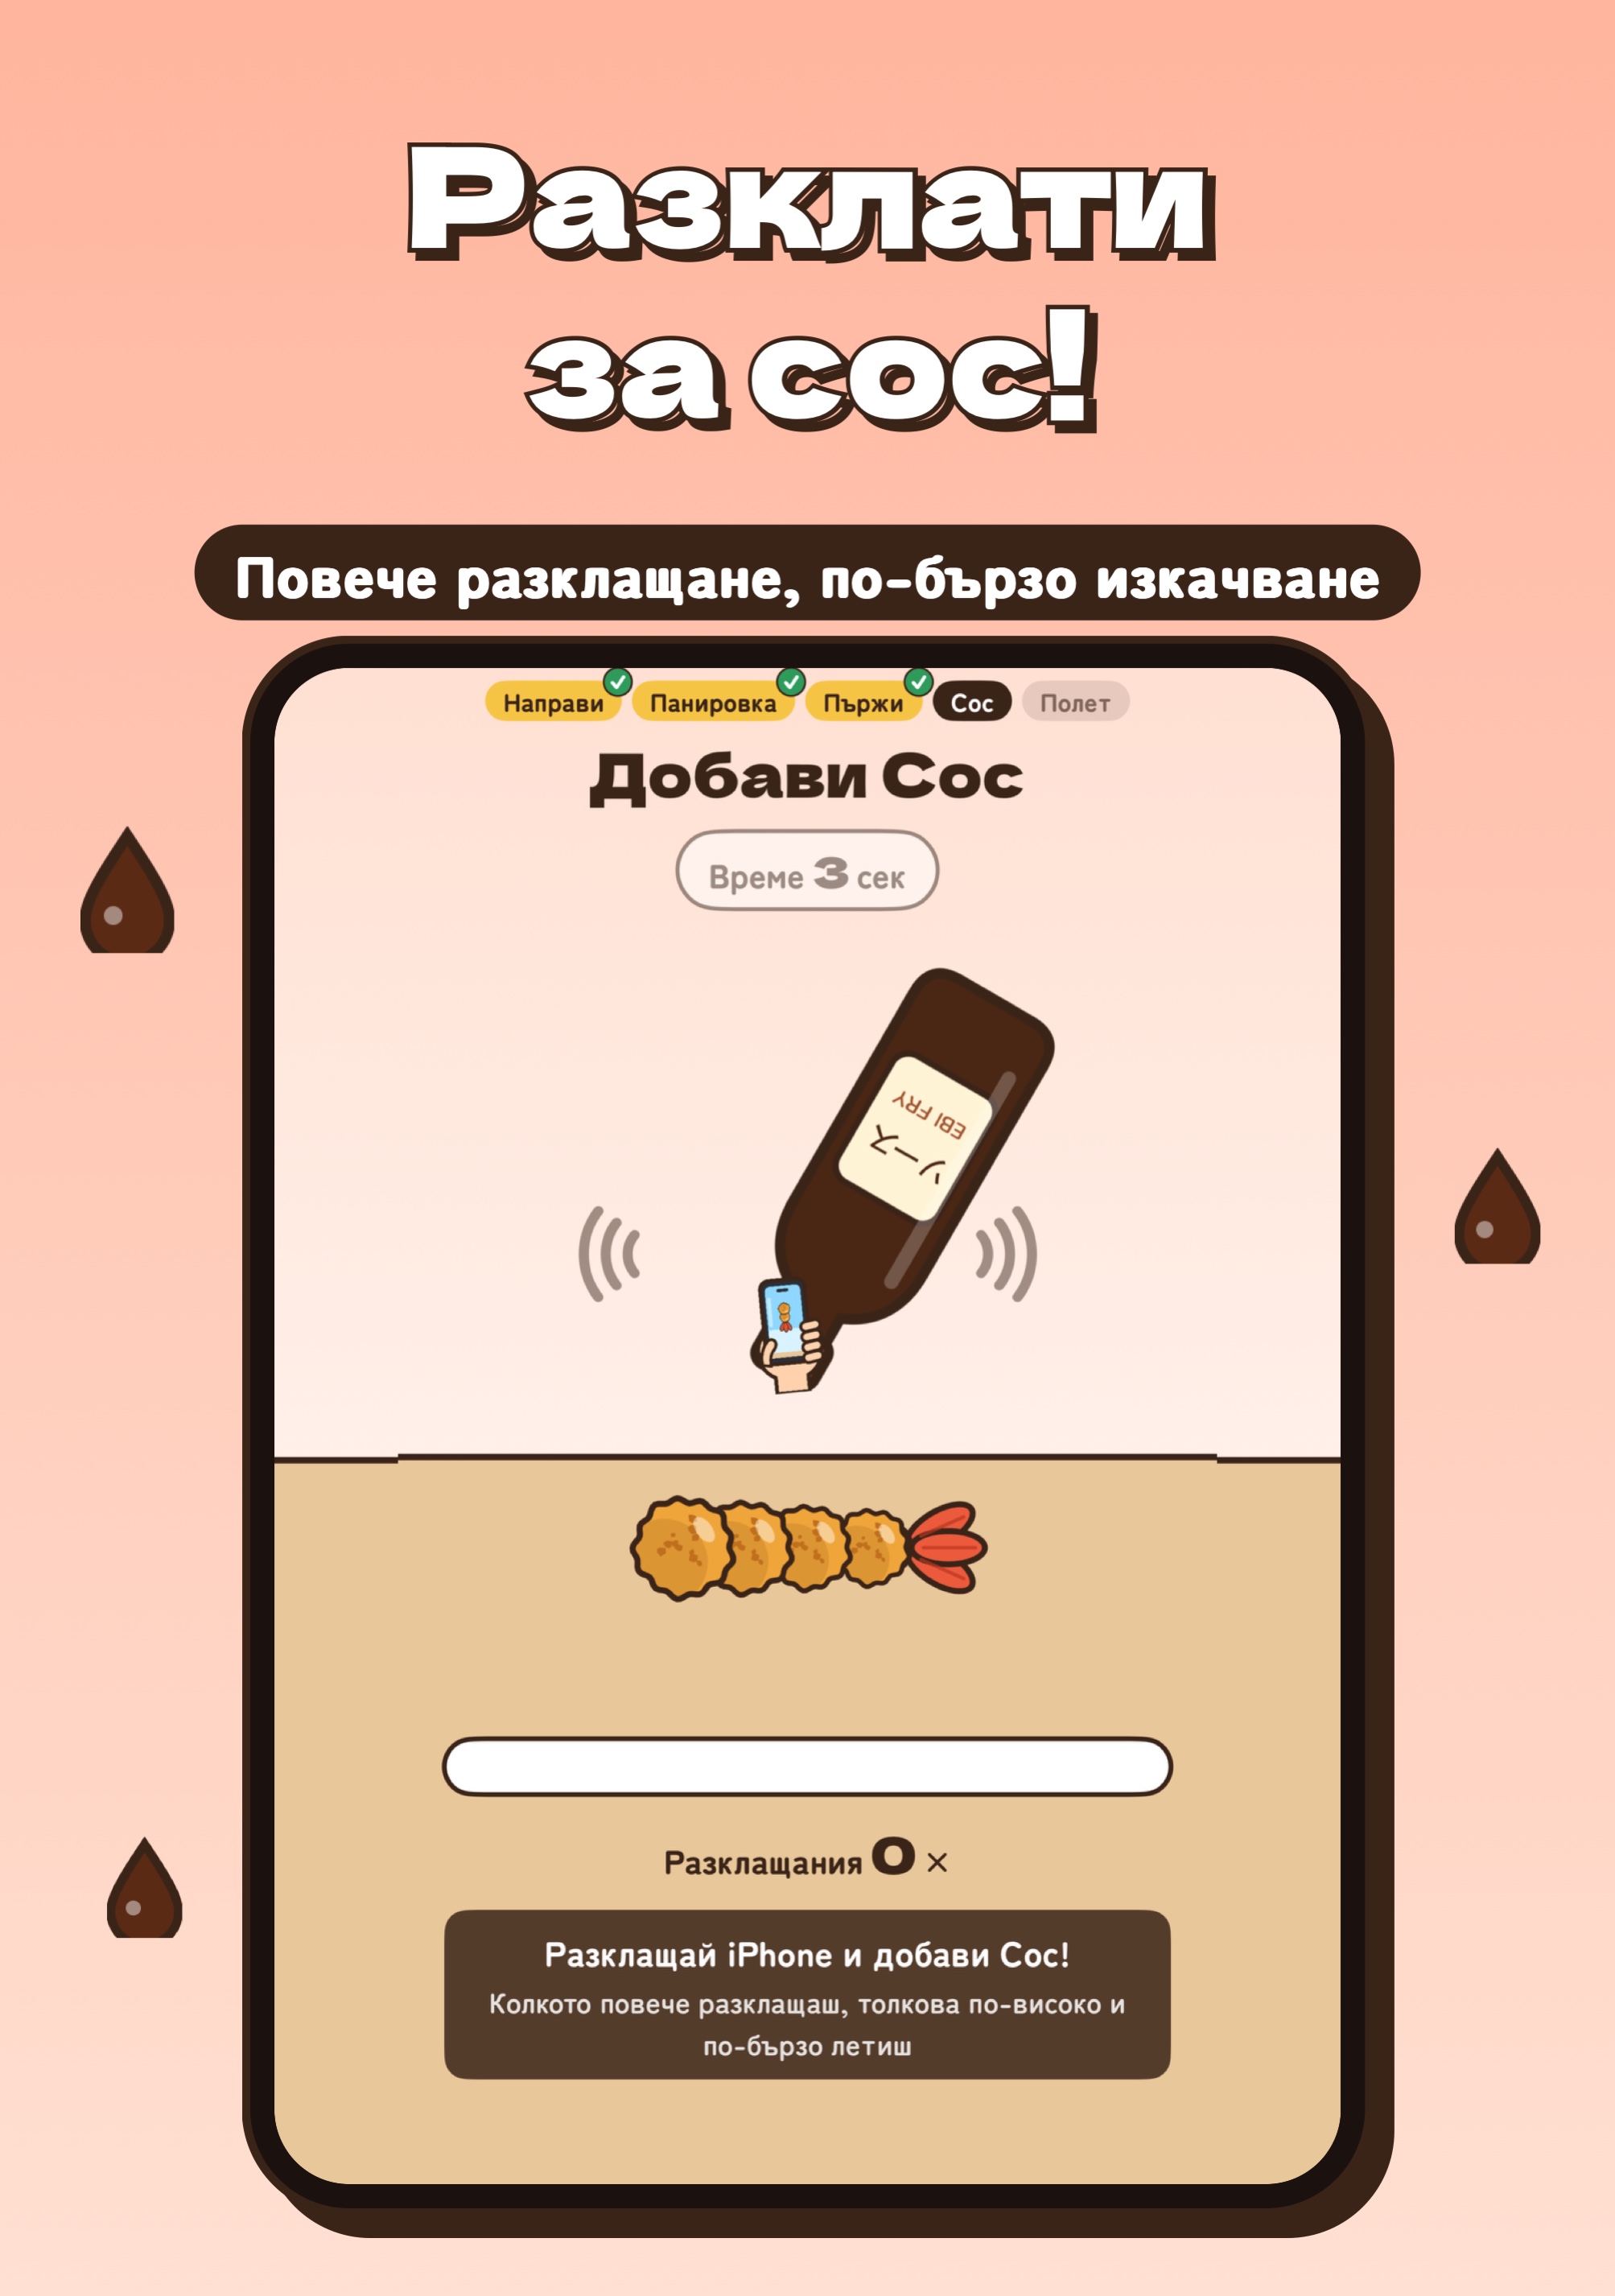 Разклати
за сос!
Повече разклащане, по-бързо изкачване
Направи Панировка Пържи Сос Полет
Добави Сос
Време 3 сек
EBI FRY
ソース
Разклащания 0 ×
Разклащай iPhone и добави Сос!
Колкото повече разклащаш, толкова по-високо и
по-бързо летиш